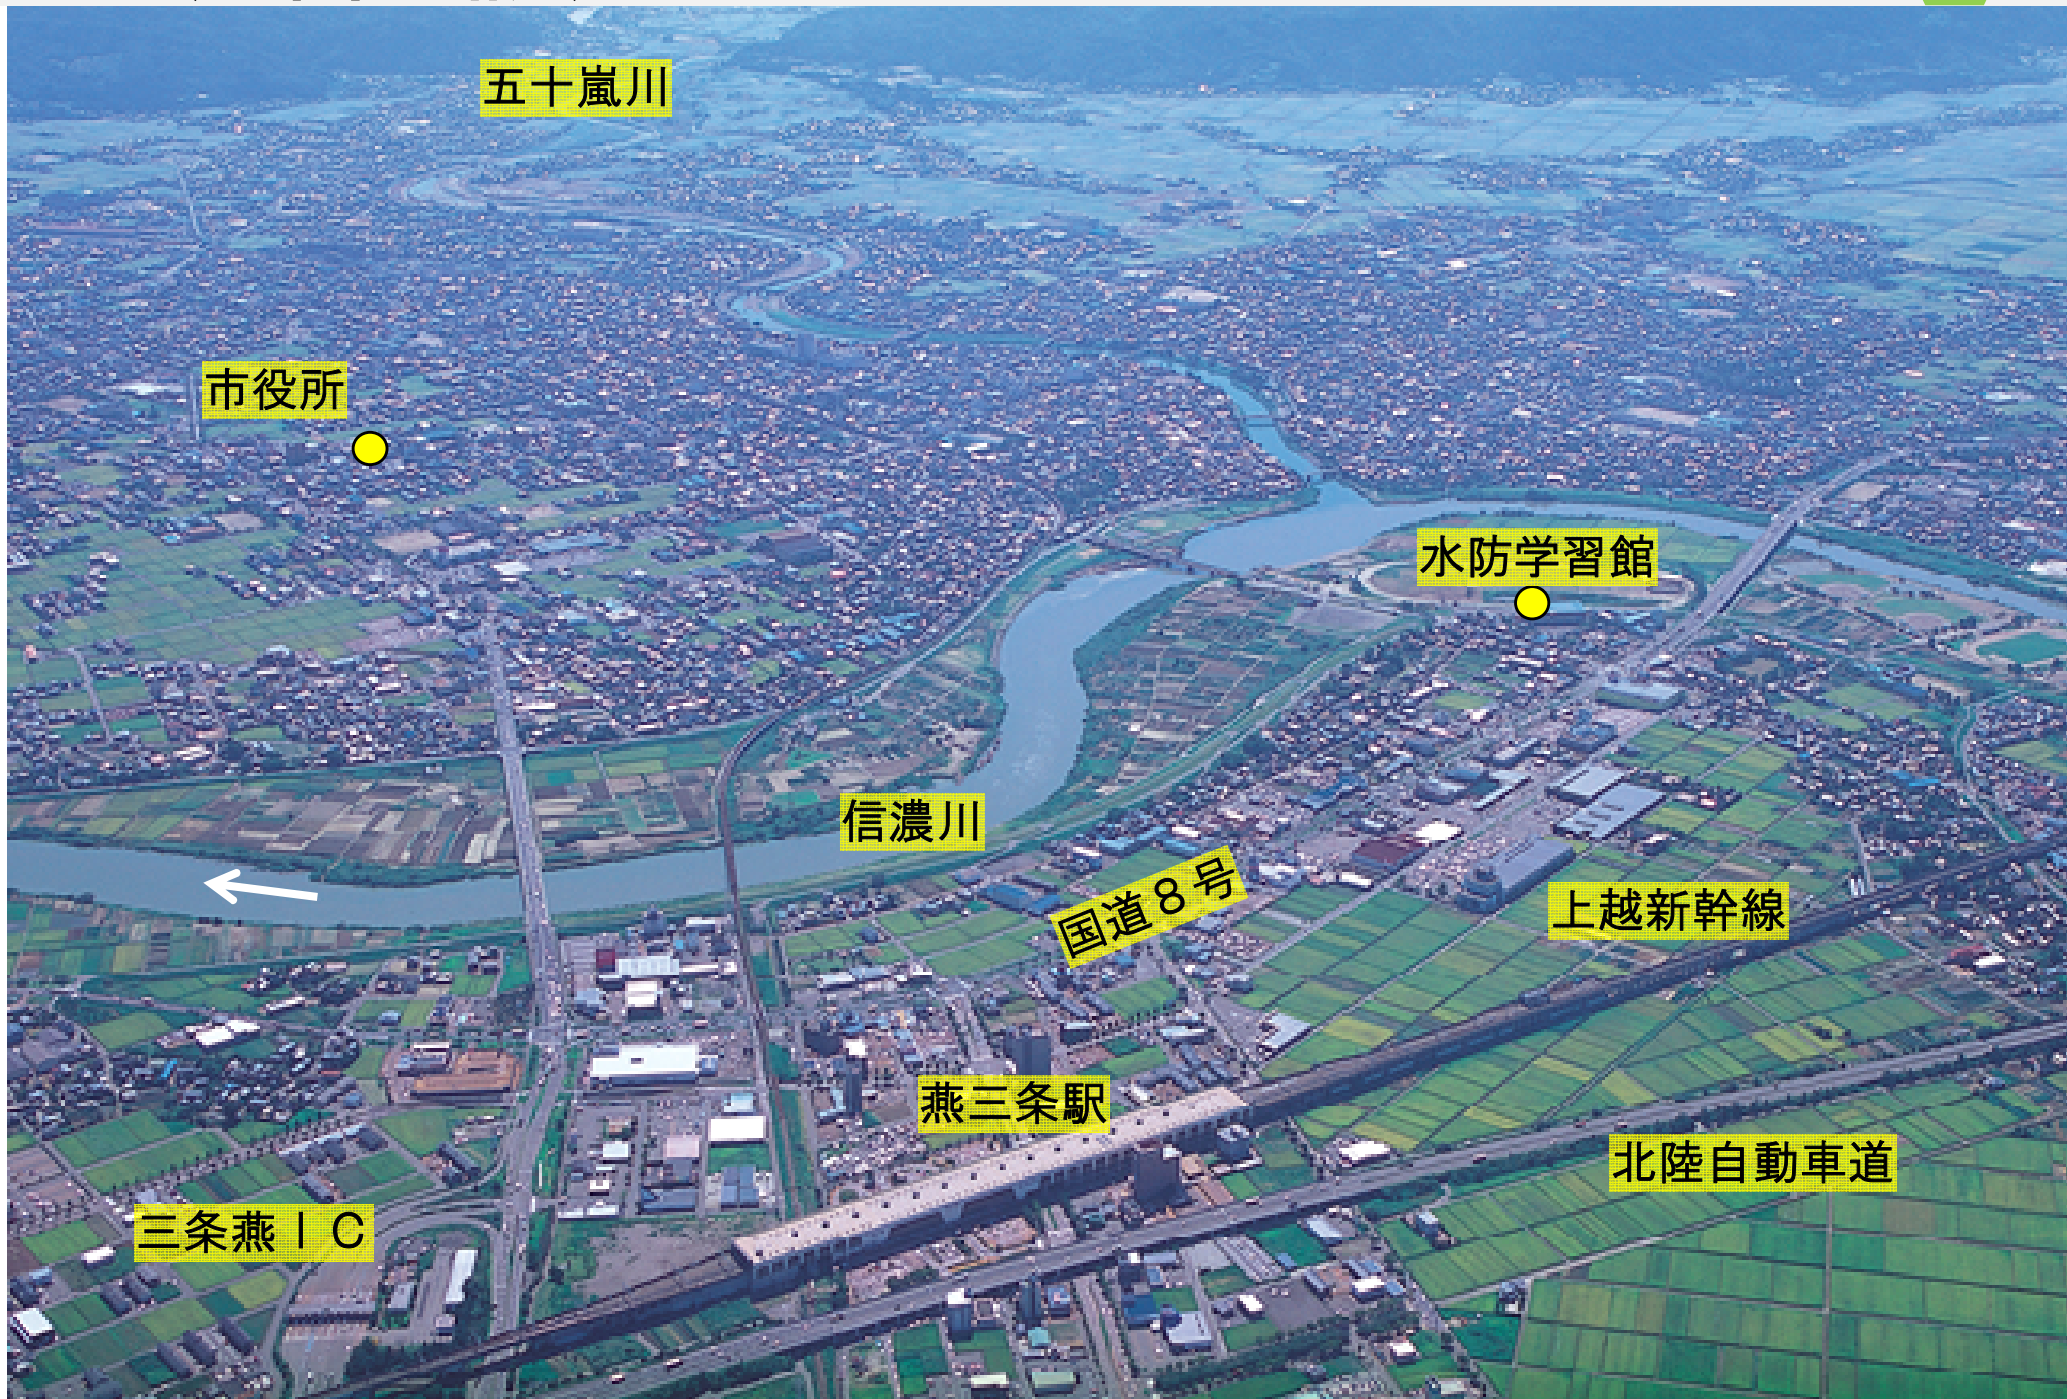 五十嵐川
市役所
水防学習館
信濃川
国道８号
上越新幹線
燕三条駅
北陸自動車道
三条燕ＩＣ